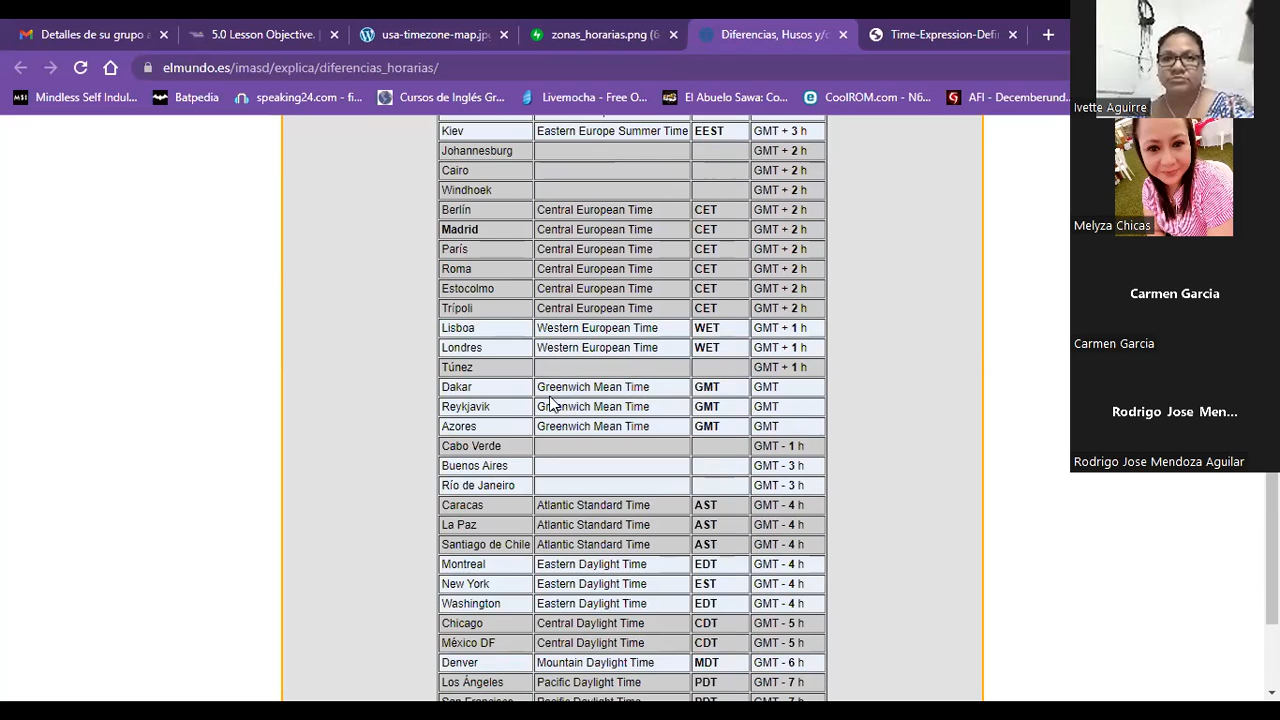 Detalles de su grupo a
5.0 Lesson Objective.
usa-timezone-map.jpg
zonas_horarias.png (6
Diferencias, Husos y/o
Time-Expression-Defi
elmundo.es/imasd/explica/diferencias_horarias/
Mindless Self Indul...
Batpedia
speaking24.com - fi...
Cursos de Inglés Gr...
Livemocha - Free O...
El Abuelo Sawa: Co...
CoolROM.com - N6...
AFI - Decemberund...
Kiev Eastern Europe Summer Time EEST GMT + 3 h
Johannesburg GMT + 2 h
Cairo GMT + 2 h
Windhoek GMT + 2 h
Berlín Central European Time CET GMT + 2 h
Madrid Central European Time CET GMT + 2 h
París Central European Time CET GMT + 2 h
Roma Central European Time CET GMT + 2 h
Estocolmo Central European Time CET GMT + 2 h
Trípoli Central European Time CET GMT + 2 h
Lisboa Western European Time WET GMT + 1 h
Londres Western European Time WET GMT + 1 h
Túnez GMT + 1 h
Dakar Greenwich Mean Time GMT GMT
Reykjavik Greenwich Mean Time GMT GMT
Azores Greenwich Mean Time GMT GMT
Cabo Verde GMT - 1 h
Buenos Aires GMT - 3 h
Río de Janeiro GMT - 3 h
Caracas Atlantic Standard Time AST GMT - 4 h
La Paz Atlantic Standard Time AST GMT - 4 h
Santiago de Chile Atlantic Standard Time AST GMT - 4 h
Montreal Eastern Daylight Time EDT GMT - 4 h
New York Eastern Daylight Time EST GMT - 4 h
Washington Eastern Daylight Time EDT GMT - 4 h
Chicago Central Daylight Time CDT GMT - 5 h
México DF Central Daylight Time CDT GMT - 5 h
Denver Mountain Daylight Time MDT GMT - 6 h
Los Ángeles Pacific Daylight Time PDT GMT - 7 h
Ivette Aguirre
Melyza Chicas
Carmen Garcia
Carmen Garcia
Rodrigo Jose Men...
Rodrigo Jose Mendoza Aguilar